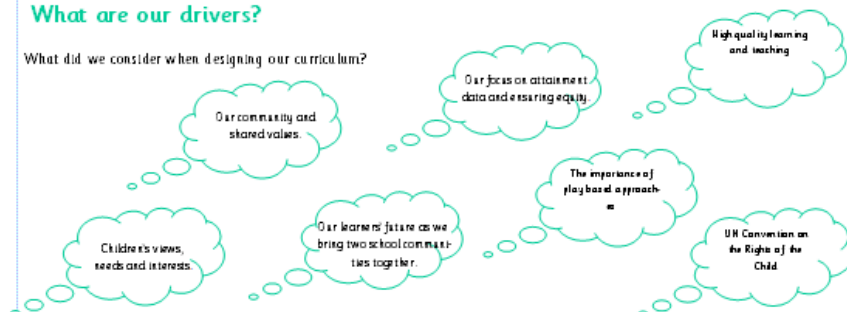 What are our drivers?
What did we consider when designing our curriculum?
High quality learning
and teaching
Our focus on attainment
data and ensuring equity.
Our community and
shared values.
The importance of
play based approach-
es
Our learners' future as we
bring two school communi-
ties together.
UN Convention on
the Rights of the
Child
Children's views,
needs and interests.